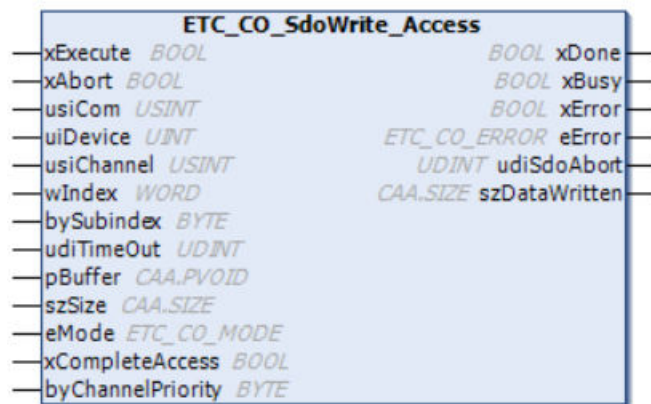 ETC_CO_SdoWrite_Access
xExecute BOOL BOOL xDone
xAbort BOOL BOOL xBusy
usiCom USINT BOOL xError
uiDevice UINT ETC_CO_ERROR eError
usiChannel USINT UDINT udiSdoAbort
wIndex WORD CAA.SIZE szDataWritten
bySubindex BYTE
udiTimeOut UDINT
pBuffer CAA.PVOID
szSize CAA.SIZE
eMode ETC_CO_MODE
xCompleteAccess BOOL
byChannelPriority BYTE